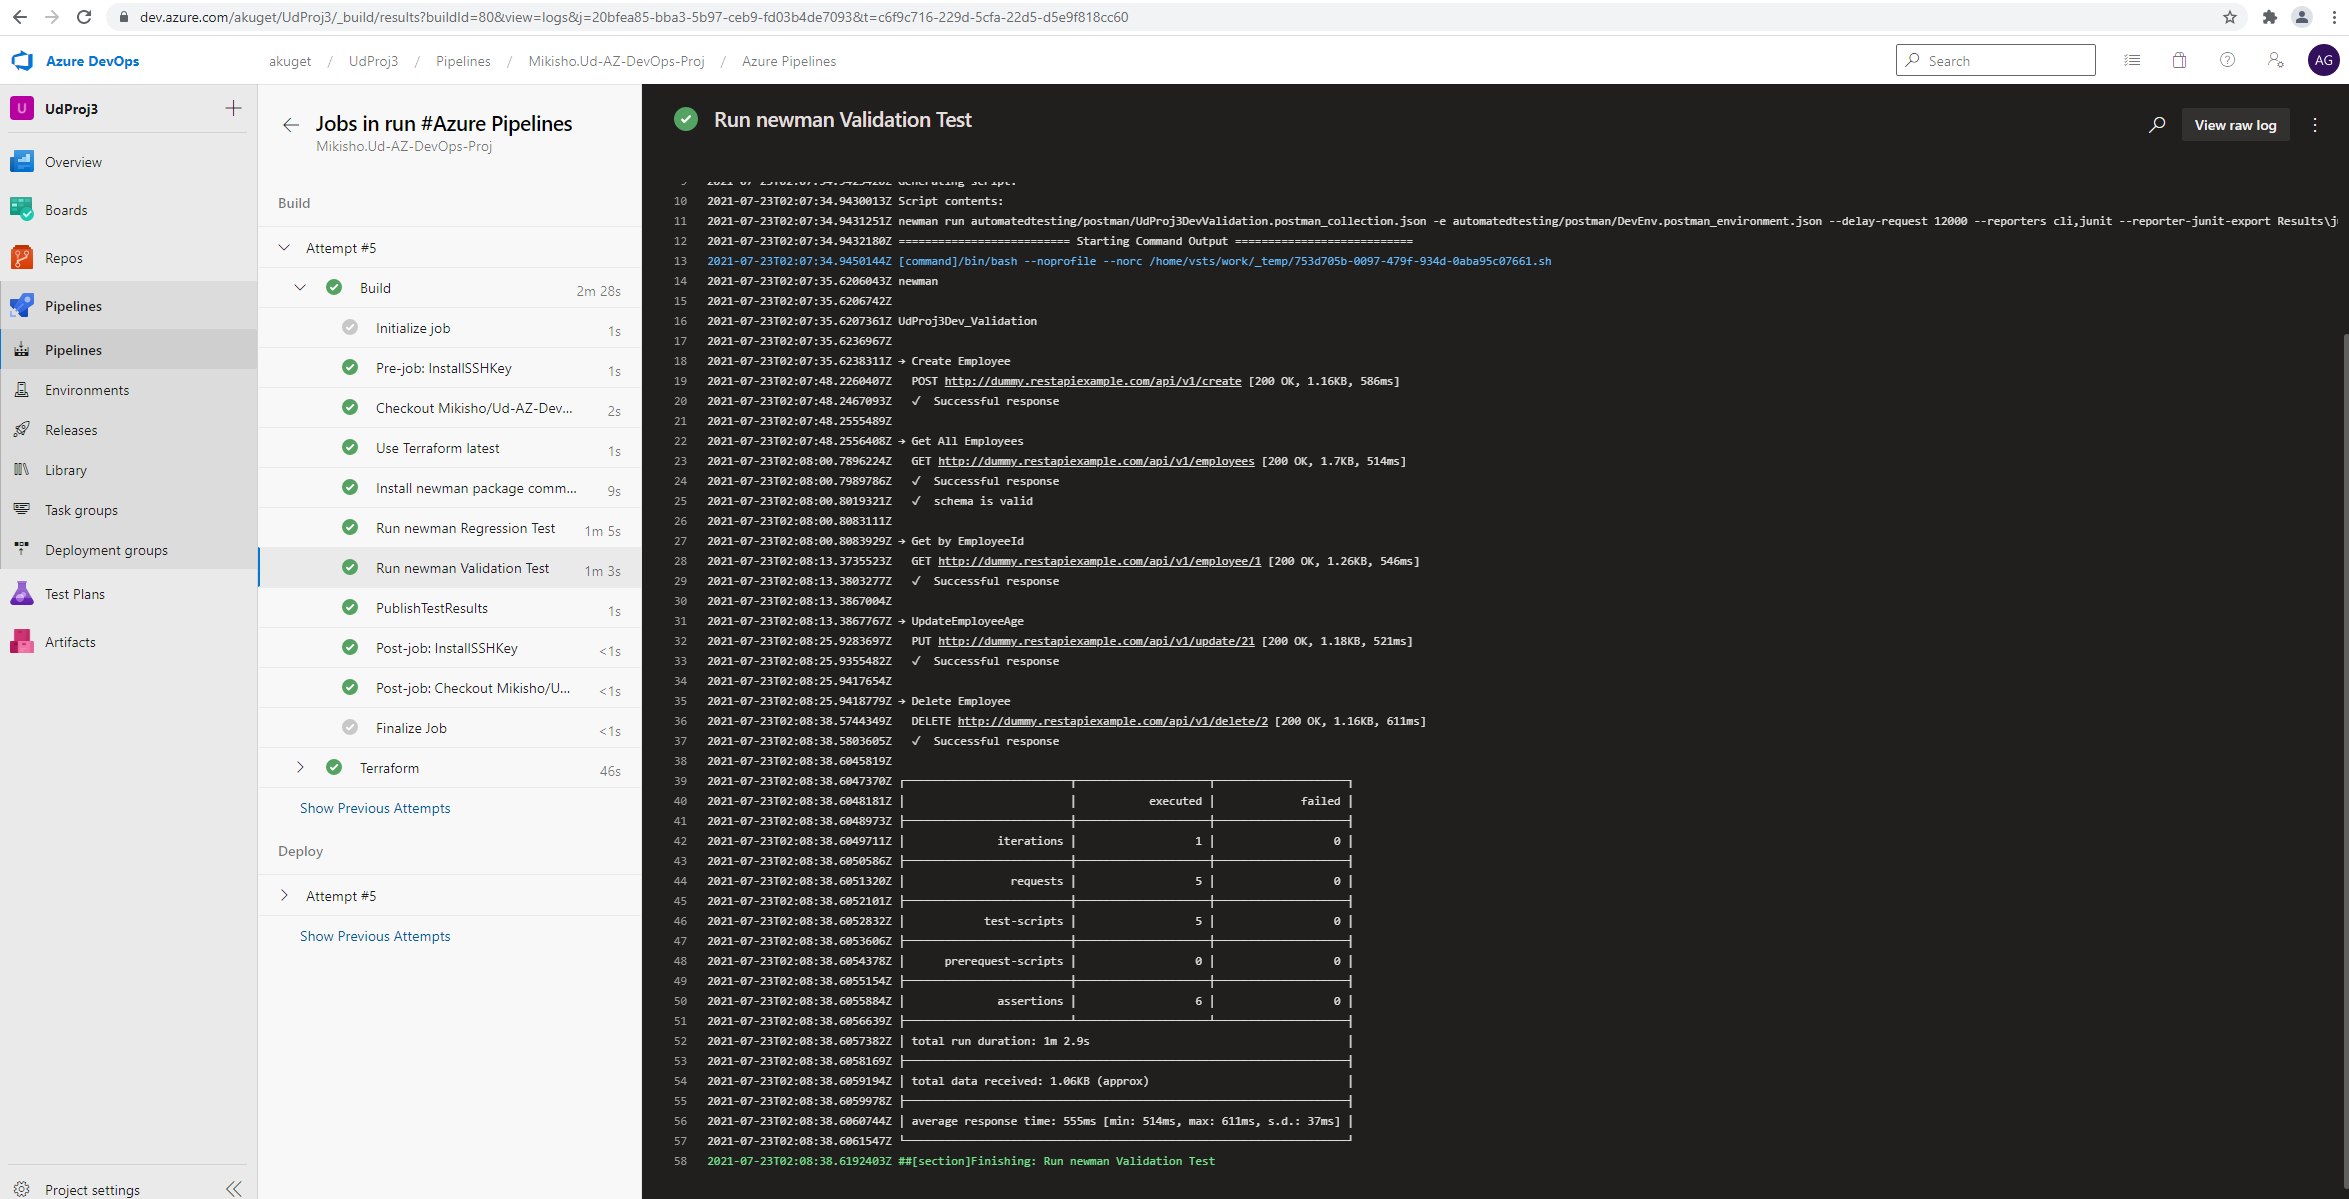 dev.azure.com/akuget/UdProj3/_build/results?buildId=80&view=logs&j=20bfea85-bba3-5b97-ceb9-fd03b4de7093&t=c6f9c716-229d-5cfa-22d5-d5e9f818cc60
Azure DevOps
akuget / UdProj3 / Pipelines / Mikisho.Ud-AZ-DevOps-Proj / Azure Pipelines
Search
AG
U UdProj3
Overview
Boards
Repos
Pipelines
Pipelines
Environments
Releases
Library
Task groups
Deployment groups
Test Plans
Artifacts
Project settings
Jobs in run #Azure Pipelines
Mikisho.Ud-AZ-DevOps-Proj
Build
Attempt #5
Build 2m 28s
Initialize job 1s
Pre-job: InstallSSHKey 1s
Checkout Mikisho/Ud-AZ-Dev... 2s
Use Terraform latest 1s
Install newman package comm... 9s
Run newman Regression Test 1m 5s
Run newman Validation Test 1m 3s
PublishTestResults 1s
Post-job: InstallSSHKey <1s
Post-job: Checkout Mikisho/U... <1s
Finalize Job <1s
Terraform 46s
Show Previous Attempts
Deploy
Attempt #5
Show Previous Attempts
Run newman Validation Test
View raw log
9 2021-07-23T02:07:34.9425420Z Generating script.
10 2021-07-23T02:07:34.9430013Z Script contents:
11 2021-07-23T02:07:34.9431251Z newman run automatedtesting/postman/UdProj3DevValidation.postman_collection.json -e automatedtesting/postman/DevEnv.postman_environment.json --delay-request 12000 --reporters cli,junit --reporter-junit-export Results\j
12 2021-07-23T02:07:34.9432180Z ========================== Starting Command Output ===========================
13 2021-07-23T02:07:34.9450144Z [command]/bin/bash --noprofile --norc /home/vsts/work/_temp/753d705b-0097-479f-934d-0aba95c07661.sh
14 2021-07-23T02:07:35.6206043Z newman
15 2021-07-23T02:07:35.6206742Z
16 2021-07-23T02:07:35.6207361Z UdProj3Dev_Validation
17 2021-07-23T02:07:35.6236967Z
18 2021-07-23T02:07:35.6238311Z → Create Employee
19 2021-07-23T02:07:48.2260407Z POST http://dummy.restapiexample.com/api/v1/create [200 OK, 1.16KB, 586ms]
20 2021-07-23T02:07:48.2467093Z ✓ Successful response
21 2021-07-23T02:07:48.2555489Z
22 2021-07-23T02:07:48.2556408Z → Get All Employees
23 2021-07-23T02:08:00.7896224Z GET http://dummy.restapiexample.com/api/v1/employees [200 OK, 1.7KB, 514ms]
24 2021-07-23T02:08:00.7989786Z ✓ Successful response
25 2021-07-23T02:08:00.8019321Z ✓ schema is valid
26 2021-07-23T02:08:00.8083111Z
27 2021-07-23T02:08:00.8083929Z → Get by EmployeeId
28 2021-07-23T02:08:13.3735523Z GET http://dummy.restapiexample.com/api/v1/employee/1 [200 OK, 1.26KB, 546ms]
29 2021-07-23T02:08:13.3803277Z ✓ Successful response
30 2021-07-23T02:08:13.3867004Z
31 2021-07-23T02:08:13.3867767Z → UpdateEmployeeAge
32 2021-07-23T02:08:25.9283697Z PUT http://dummy.restapiexample.com/api/v1/update/21 [200 OK, 1.18KB, 521ms]
33 2021-07-23T02:08:25.9355482Z ✓ Successful response
34 2021-07-23T02:08:25.9417654Z
35 2021-07-23T02:08:25.9418779Z → Delete Employee
36 2021-07-23T02:08:38.5744349Z DELETE http://dummy.restapiexample.com/api/v1/delete/2 [200 OK, 1.16KB, 611ms]
37 2021-07-23T02:08:38.5803605Z ✓ Successful response
38 2021-07-23T02:08:38.6045819Z
39 2021-07-23T02:08:38.6047370Z
40 2021-07-23T02:08:38.6048181Z | | executed | failed |
41 2021-07-23T02:08:38.6048973Z
42 2021-07-23T02:08:38.6049711Z | iterations | 1 | 0 |
43 2021-07-23T02:08:38.6050586Z
44 2021-07-23T02:08:38.6051320Z | requests | 5 | 0 |
45 2021-07-23T02:08:38.6052101Z
46 2021-07-23T02:08:38.6052832Z | test-scripts | 5 | 0 |
47 2021-07-23T02:08:38.6053606Z
48 2021-07-23T02:08:38.6054378Z | prerequest-scripts | 0 | 0 |
49 2021-07-23T02:08:38.6055154Z
50 2021-07-23T02:08:38.6055884Z | assertions | 6 | 0 |
51 2021-07-23T02:08:38.6056639Z
52 2021-07-23T02:08:38.6057382Z | total run duration: 1m 2.9s |
53 2021-07-23T02:08:38.6058169Z
54 2021-07-23T02:08:38.6059194Z | total data received: 1.06KB (approx) |
55 2021-07-23T02:08:38.6059978Z
56 2021-07-23T02:08:38.6060744Z | average response time: 555ms [min: 514ms, max: 611ms, s.d.: 37ms] |
57 2021-07-23T02:08:38.6061547Z
58 2021-07-23T02:08:38.6192403Z ##[section]Finishing: Run newman Validation Test